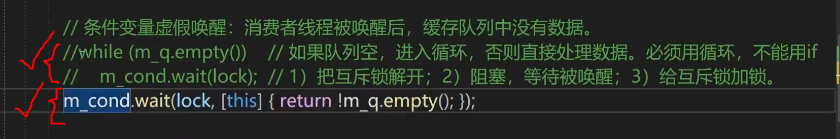 // 条件变量虚假唤醒：消费者线程被唤醒后，缓存队列中没有数据。
//while (m_q.empty())    // 如果队列空，进入循环，否则直接处理数据。必须用循环，不能用if
//    m_cond.wait(lock);  // 1）把互斥锁解开；2）阻塞，等待被唤醒；3）给互斥锁加锁。
m_cond.wait(lock, [this] { return !m_q.empty(); });